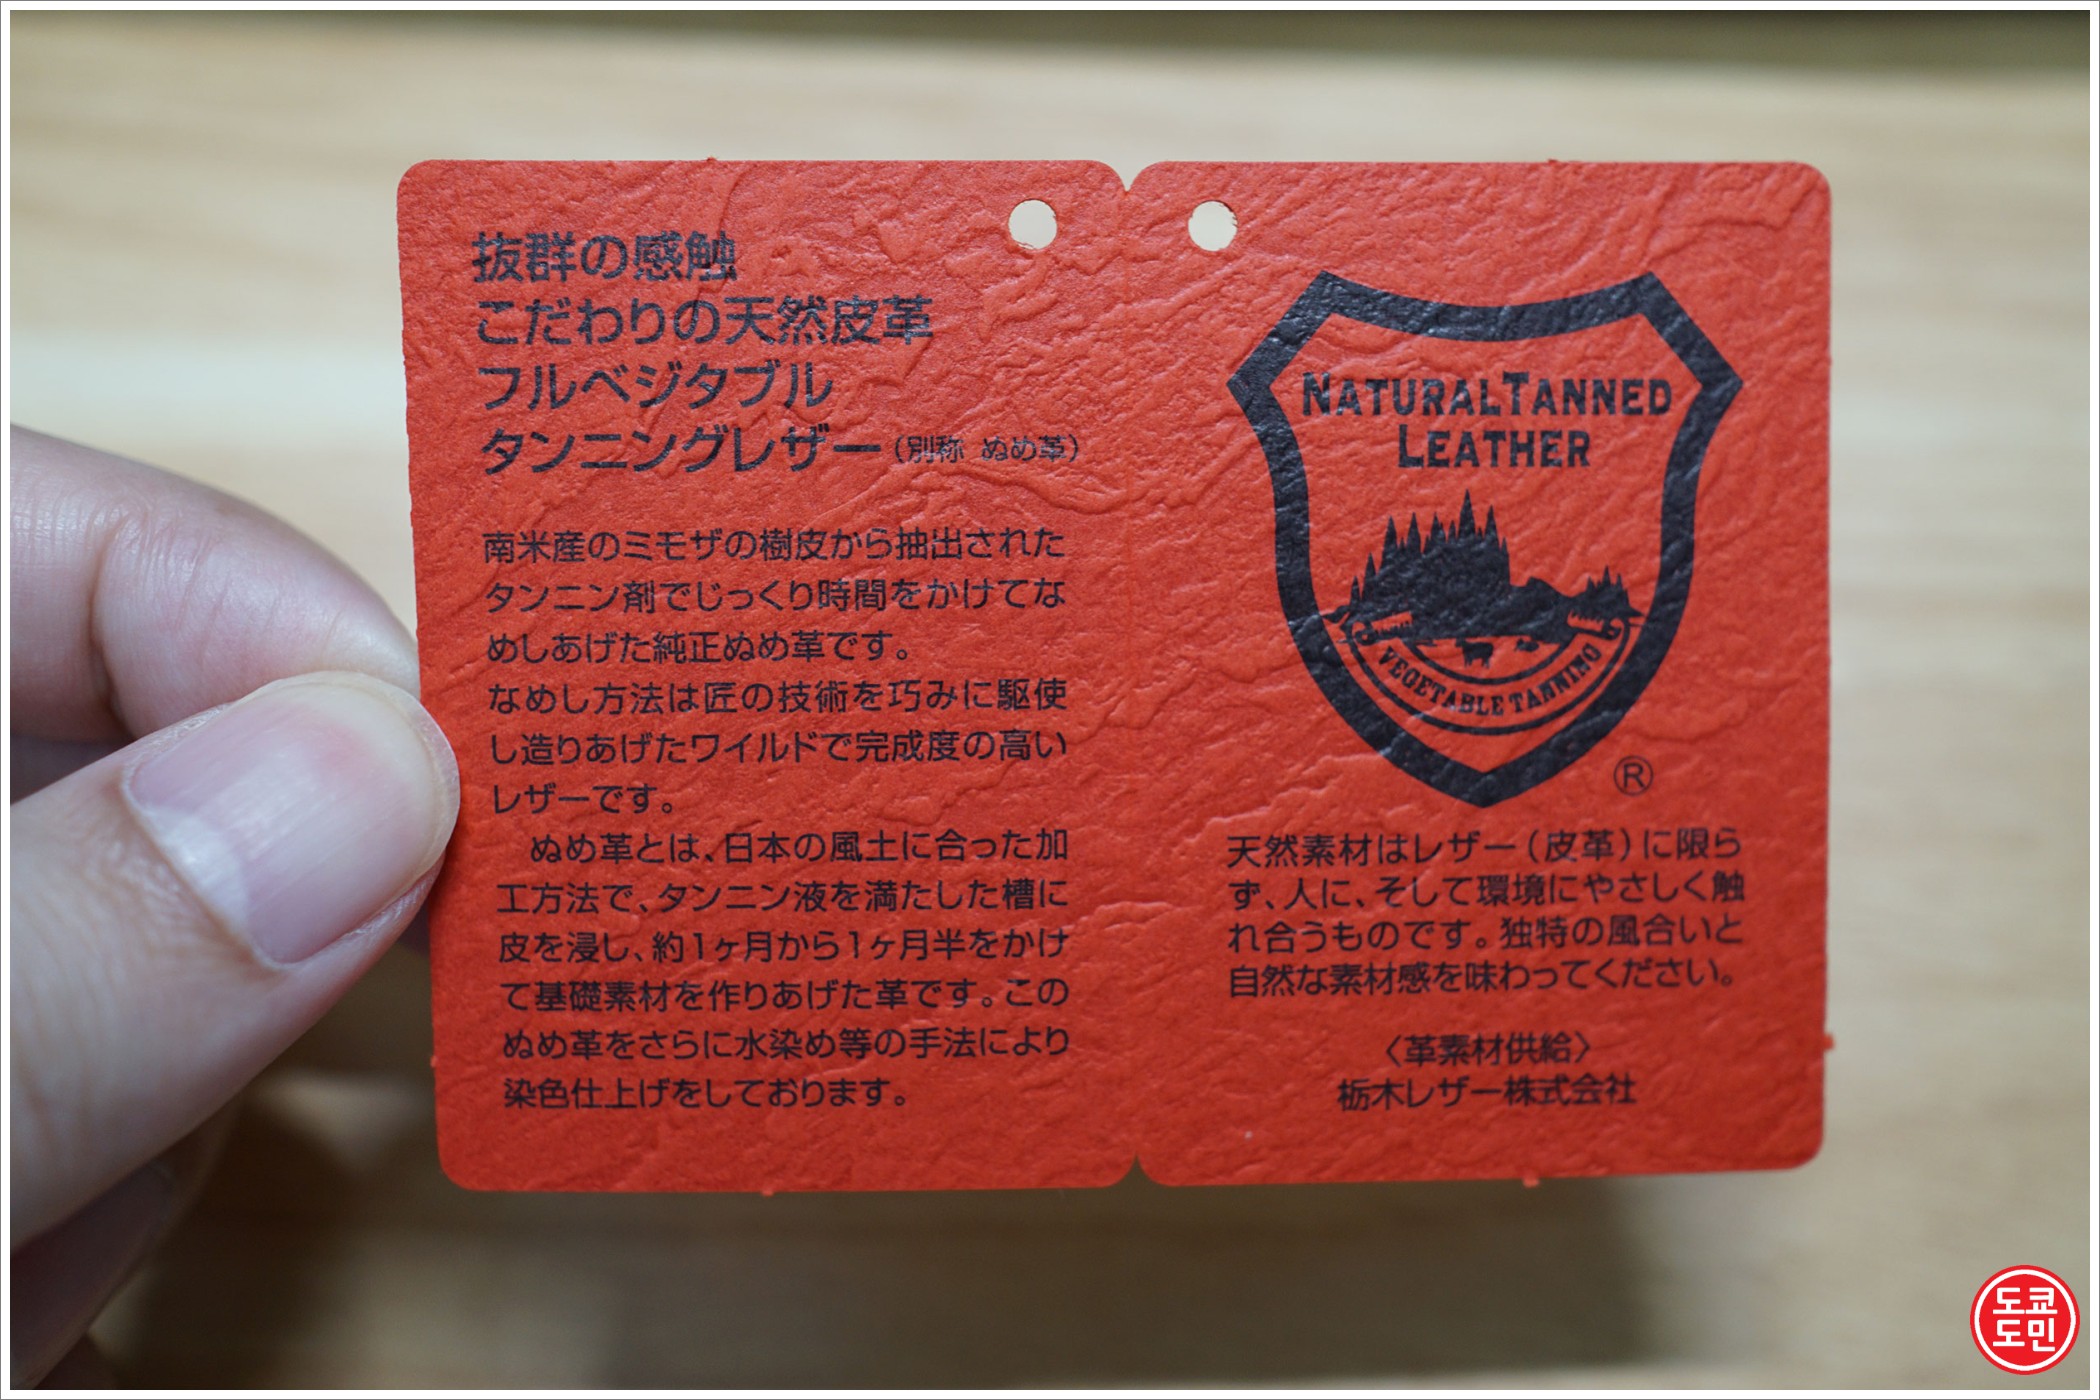 抜群の感触
こだわりの天然皮革
フルベジタブル
タンニングレザー(別称 ぬめ革)
南米産のミモザの樹皮から抽出された
タンニン剤でじっくり時間をかけてな
めしあげた純正ぬめ革です。
なめし方法は匠の技術を巧みに駆使
し造りあげたワイルドで完成度の高い
レザーです。
ぬめ革とは、日本の風土に合った加
工方法で、タンニン液を満たした槽に
皮を浸し、約1ヶ月から1ヶ月半をかけ
て基礎素材を作りあげた革です。この
ぬめ革をさらに水染め等の手法により
染色仕上げをしております。
NATURAL TANNED
LEATHER
VEGETABLE TANNING
®
天然素材はレザー(皮革)に限ら
ず、人に、そして環境にやさしく触
れ合うものです。独特の風合いと
自然な素材感を味わってください。
〈革素材供給〉
栃木レザー株式会社
도쿄
도민